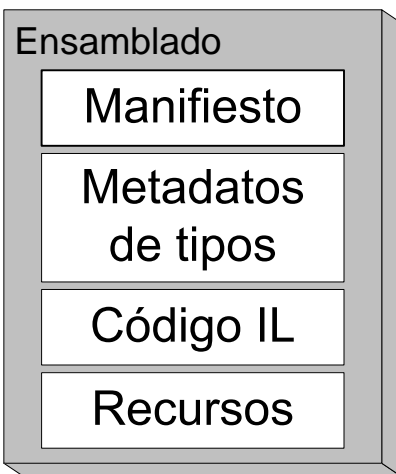 Ensamblado
Manifiesto
Metadatos
de tipos
Código IL
Recursos